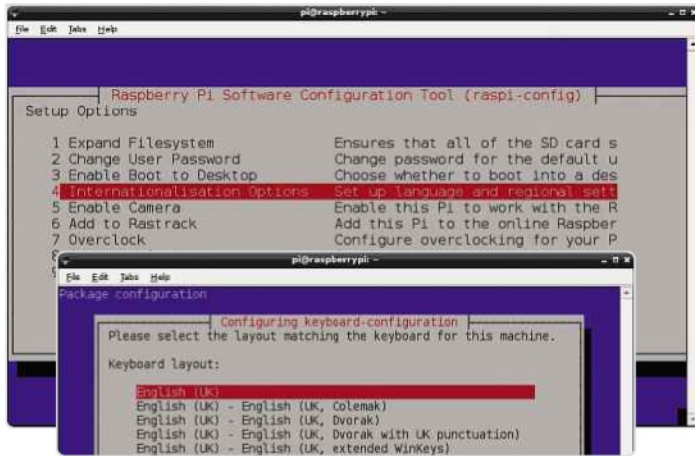 pi@raspberrypi: ~
File Edit Tabs Help
Raspberry Pi Software Configuration Tool (raspi-config)
Setup Options
1 Expand Filesystem Ensures that all of the SD card s
2 Change User Password Change password for the default u
3 Enable Boot to Desktop Choose whether to boot into a des
4 Internationalisation Options Set up language and regional sett
5 Enable Camera Enable this Pi to work with the R
6 Add to Rastrack Add this Pi to the online Raspber
7 Overclock Configure overclocking for your P
8
pi@raspberrypi: ~
File Edit Tabs Help
Package configuration
Configuring keyboard-configuration
Please select the layout matching the keyboard for this machine.
Keyboard layout:
English (UK)
English (UK) - English (UK, Colemak)
English (UK) - English (UK, Dvorak)
English (UK) - English (UK, Dvorak with UK punctuation)
English (UK) - English (UK, extended WinKeys)